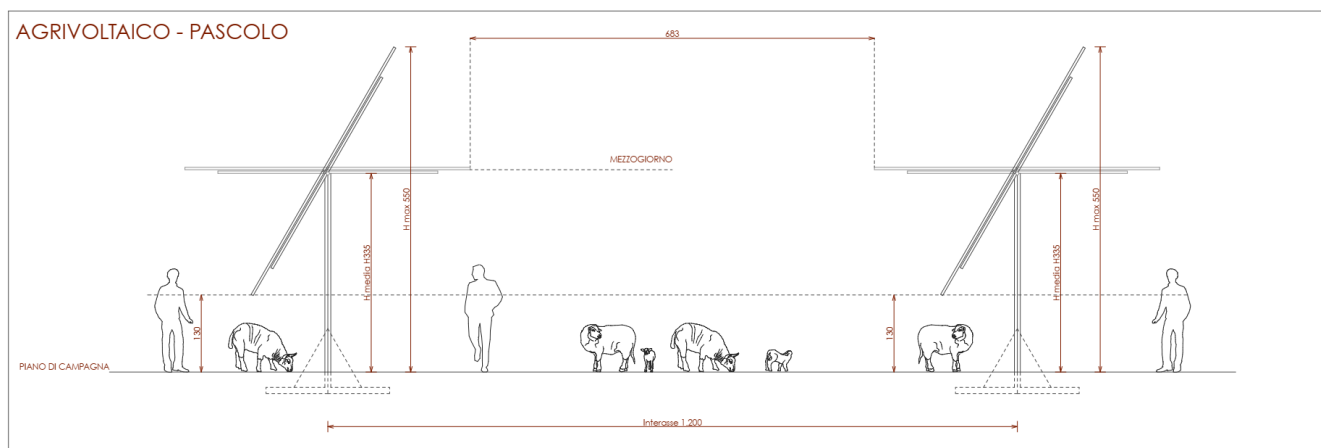 AGRIVOLTAICO - PASCOLO
683
MEZZOGIORNO
H max 550
H max 550
H media H335
H media H335
130
130
PIANO DI CAMPAGNA
Interasse 1.200